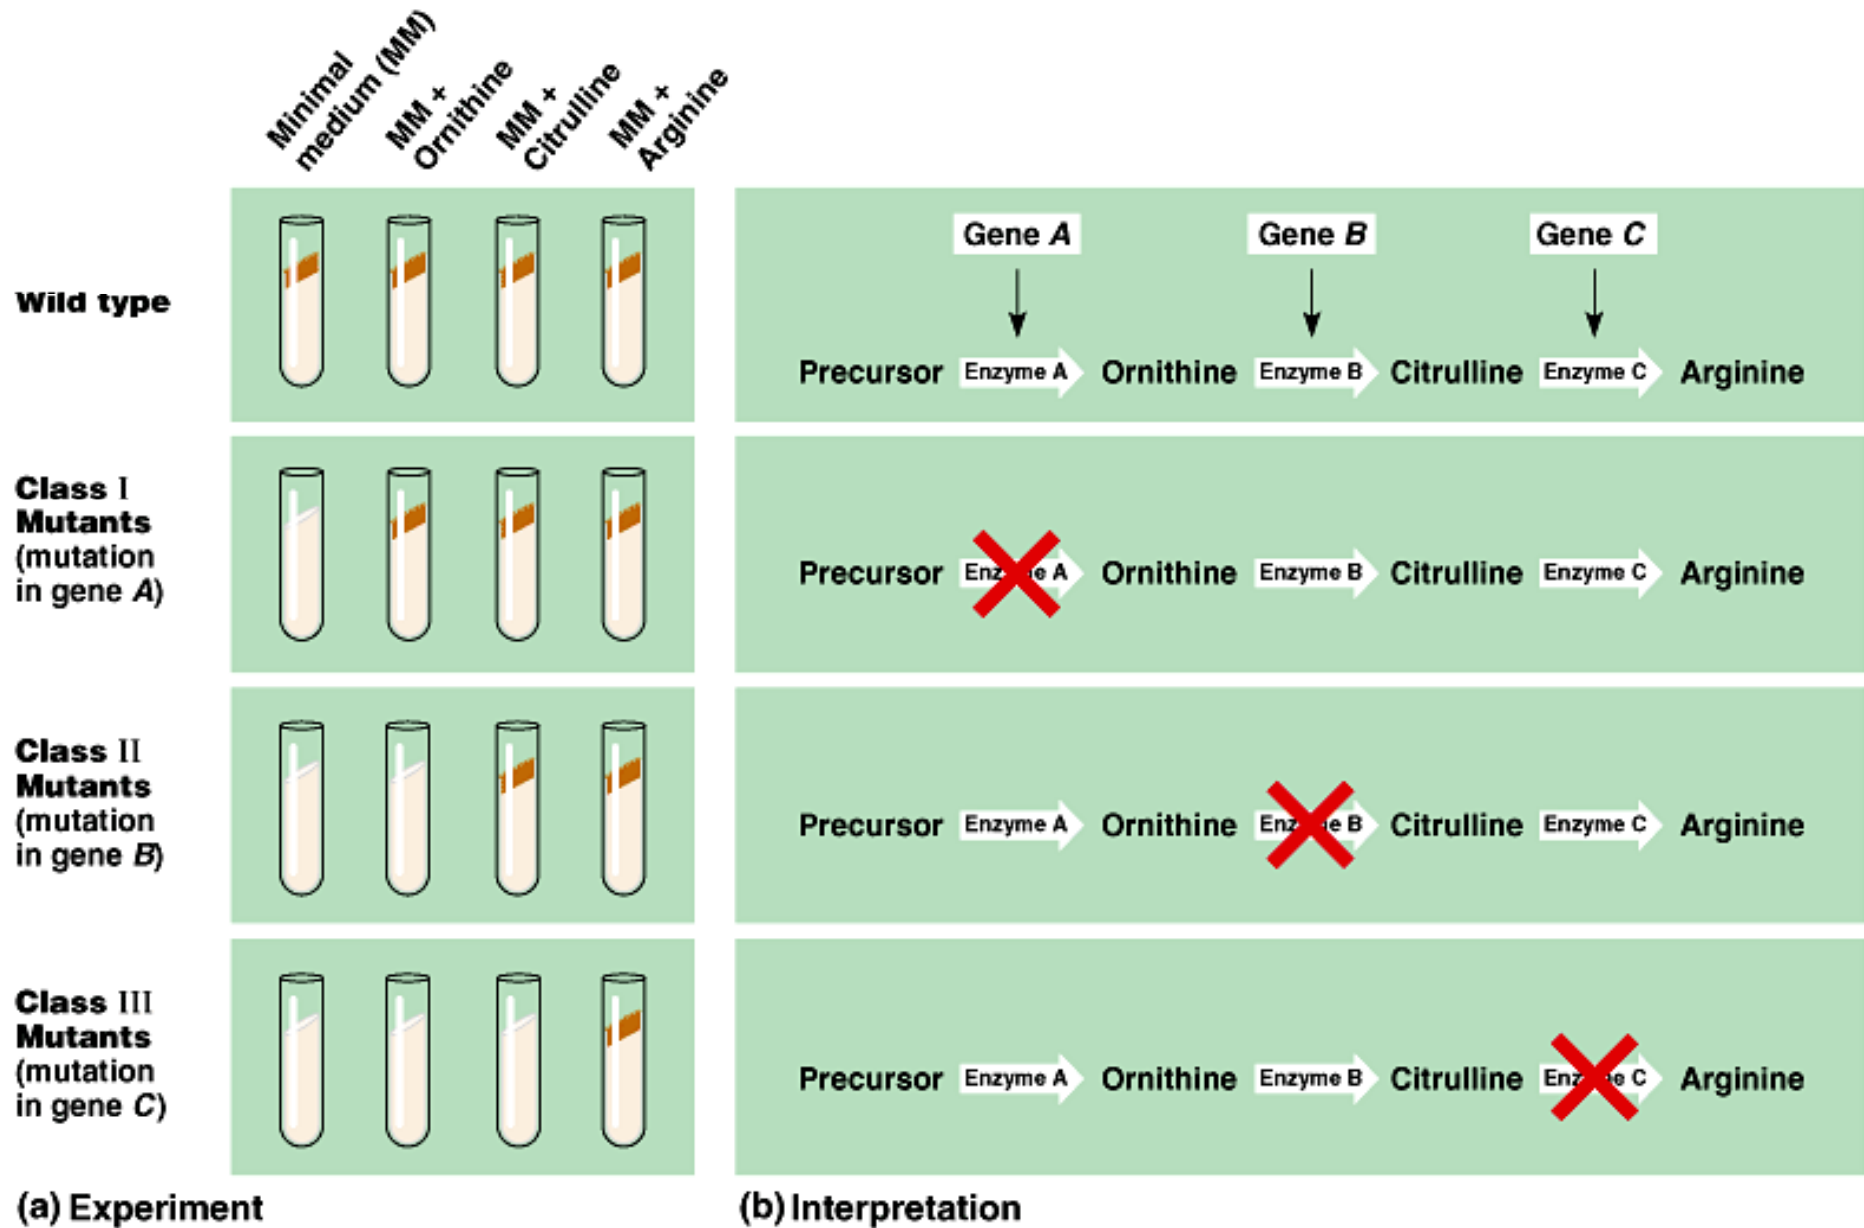 Minimal
medium (MM)
MM +
Ornithine
MM +
Citrulline
MM +
Arginine
Wild type
Gene A
Gene B
Gene C
Precursor Enzyme A Ornithine Enzyme B Citrulline Enzyme C Arginine
Class I
Mutants
(mutation
in gene A)
Precursor Enzyme A Ornithine Enzyme B Citrulline Enzyme C Arginine
Class II
Mutants
(mutation
in gene B)
Precursor Enzyme A Ornithine Enzyme B Citrulline Enzyme C Arginine
Class III
Mutants
(mutation
in gene C)
Precursor Enzyme A Ornithine Enzyme B Citrulline Enzyme C Arginine
(a) Experiment
(b) Interpretation